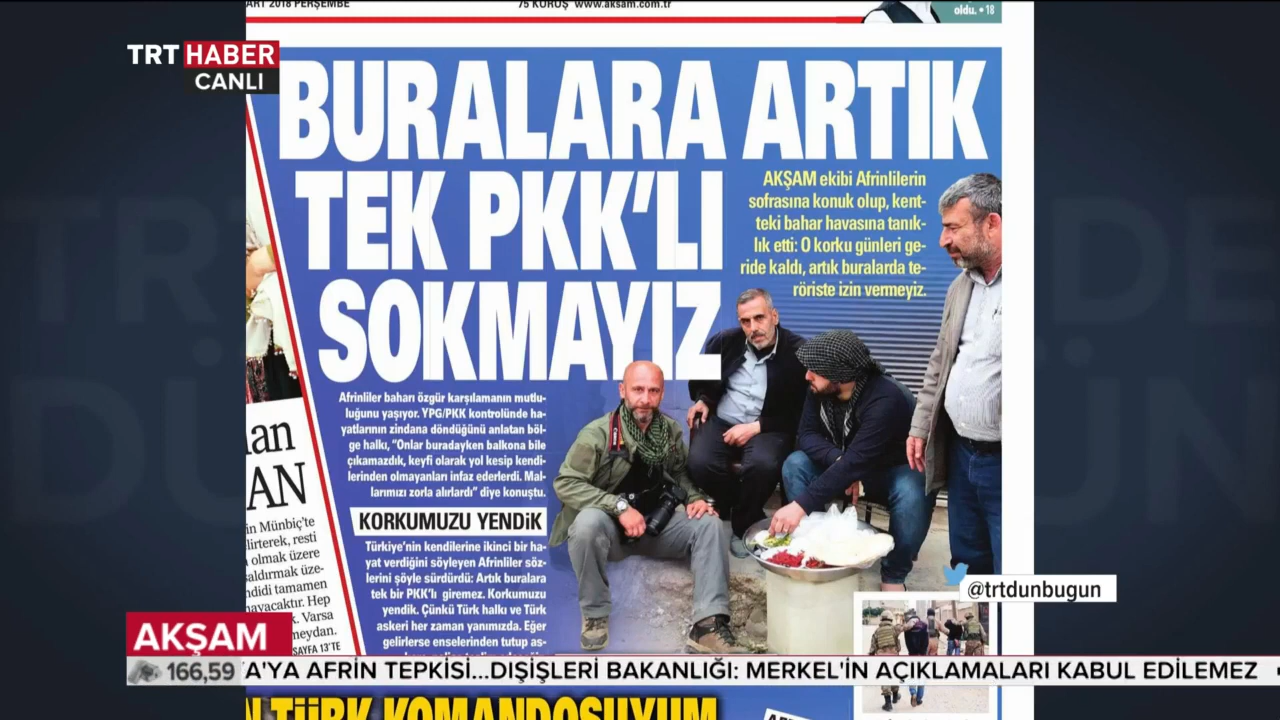 ART 2018 PERŞEMBE
75 KURUŞ www.aksam.com.tr
oldu. • 18
TRT HABER
CANLI
BURALARA ARTIK
TEK PKK'LI
SOKMAYIZ
AKŞAM ekibi Afrinlilerin
sofrasına konuk olup, kent-
teki bahar havasına tanık-
lık etti: O korku günleri ge-
ride kaldı, artık buralarda te-
röriste izin vermeyiz.
Afrinliler baharı özgür karşılamanın mutlu-
luğunu yaşıyor. YPG/PKK kontrolünde ha-
yatlarının zindana döndüğünü anlatan böl-
ge halkı, "Onlar buradayken balkona bile
çıkamazdık, keyfi olarak yol kesip kendi-
lerinden olmayanları infaz ederlerdi. Mal-
larımızı zorla alırlardı" diye konuştu.
KORKUMUZU YENDİK
Türkiye'nin kendilerine ikinci bir ha-
yat verdiğini söyleyen Afrinliler söz-
lerini şöyle sürdürdü: Artık buralara
tek bir PKK'lı giremez. Korkumuzu
yendik. Çünkü Türk halkı ve Türk
askeri her zaman yanımızda. Eğer
gelirlerse enselerinden tutup as-
an
AN
in Münbiç'te
lirterek, resti
olmak üzere
aldırmak üze-
ndidi tamamen
nayacaktır. Hep
k. Varsa
meydan.
SAYFA 13'TE
@trtdunbugun
AKŞAM
166,59
A'YA AFRİN TEPKİSİ...DIŞİŞLERİ BAKANLIĞI: MERKEL'İN AÇIKLAMALARI KABUL EDİLEMEZ
N TÜRK KOMANDOSUYUM